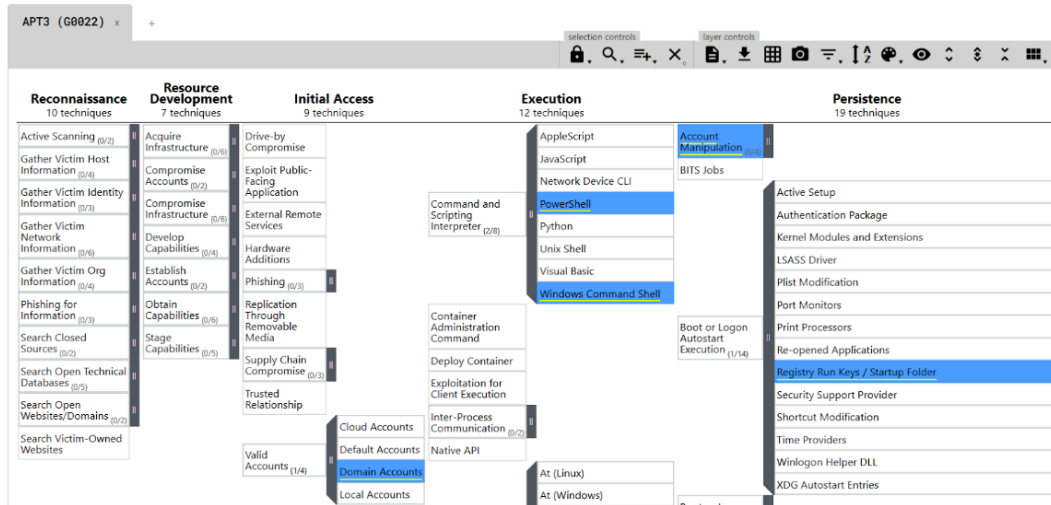 APT3 (G0022) x +
selection controls
layer controls
Reconnaissance
10 techniques
Active Scanning (0/2)
Gather Victim Host
Information (0/4)
Gather Victim Identity
Information (0/3)
Gather Victim
Network
Information (0/6)
Gather Victim Org
Information (0/4)
Phishing for
Information (0/3)
Search Closed
Sources (0/2)
Search Open Technical
Databases (0/5)
Search Open
Websites/Domains (0/2)
Search Victim-Owned
Websites
Resource
Development
7 techniques
Acquire
Infrastructure (0/6)
Compromise
Accounts (0/2)
Compromise
Infrastructure (0/6)
Develop
Capabilities (0/4)
Establish
Accounts (0/2)
Obtain
Capabilities (0/6)
Stage
Capabilities (0/5)
Initial Access
9 techniques
Drive-by
Compromise
Exploit Public-
Facing
Application
External Remote
Services
Hardware
Additions
Phishing (0/3)
Replication
Through
Removable
Media
Supply Chain
Compromise (0/3)
Trusted
Relationship
Valid
Accounts (1/4)
Cloud Accounts
Default Accounts
Domain Accounts
Local Accounts
Execution
12 techniques
Command and
Scripting
Interpreter (2/8)
AppleScript
JavaScript
Network Device CLI
PowerShell
Python
Unix Shell
Visual Basic
Windows Command Shell
Container
Administration
Command
Deploy Container
Exploitation for
Client Execution
Inter-Process
Communication (0/2)
Native API
At (Linux)
At (Windows)
Persistence
19 techniques
Account
Manipulation (0/4)
BITS Jobs
Boot or Logon
Autostart
Execution (1/14)
Active Setup
Authentication Package
Kernel Modules and Extensions
LSASS Driver
Plist Modification
Port Monitors
Print Processors
Re-opened Applications
Registry Run Keys / Startup Folder
Security Support Provider
Shortcut Modification
Time Providers
Winlogon Helper DLL
XDG Autostart Entries